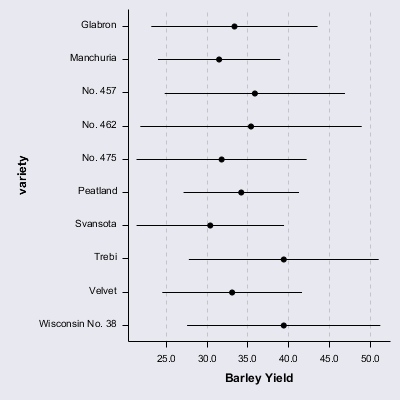 Glabron
Manchuria
No. 457
No. 462
No. 475
Peatland
Svansota
Trebi
Velvet
Wisconsin No. 38
variety
25.0 30.0 35.0 40.0 45.0 50.0
Barley Yield